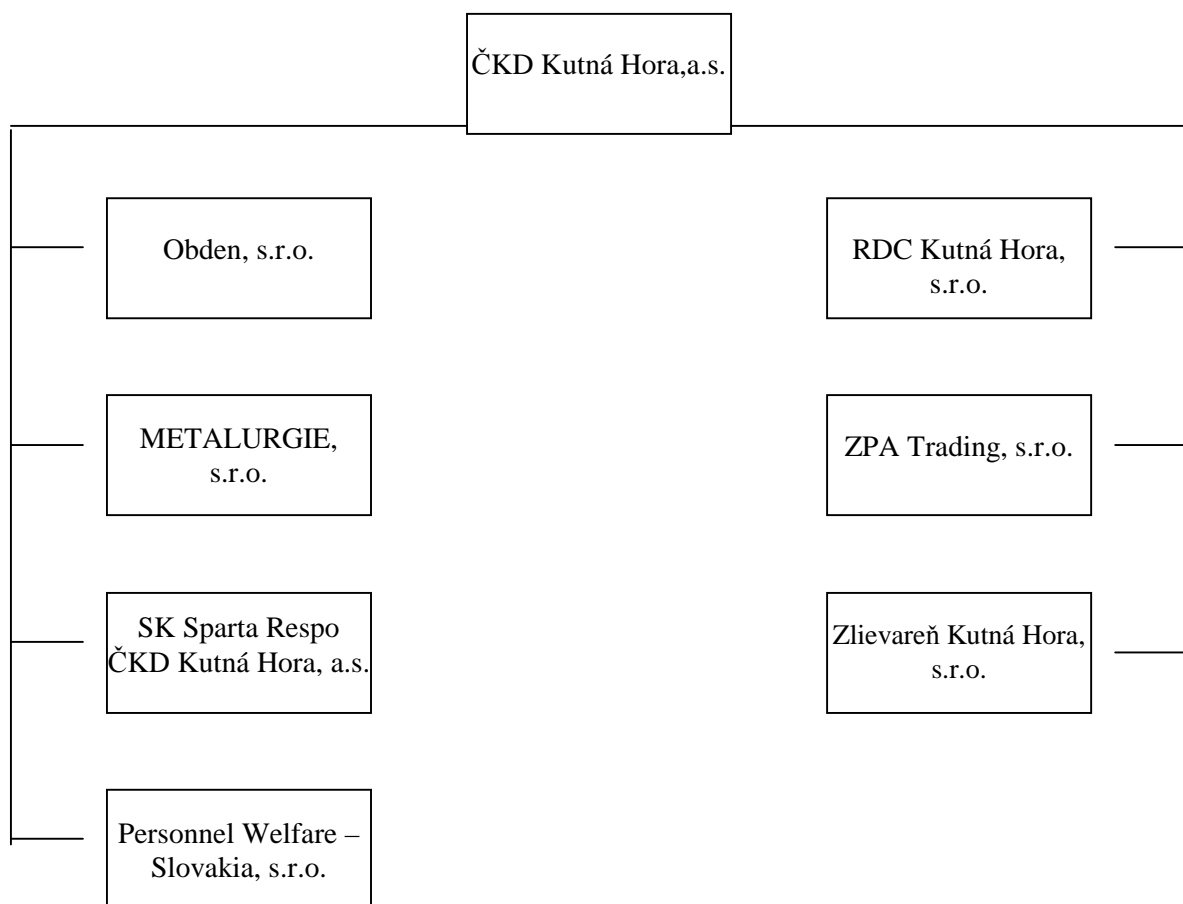 ČKD Kutná Hora,a.s.
Obden, s.r.o.
RDC Kutná Hora,
s.r.o.
METALURGIE,
s.r.o.
ZPA Trading, s.r.o.
SK Sparta Respo
ČKD Kutná Hora, a.s.
Zlievareň Kutná Hora,
s.r.o.
Personnel Welfare –
Slovakia, s.r.o.